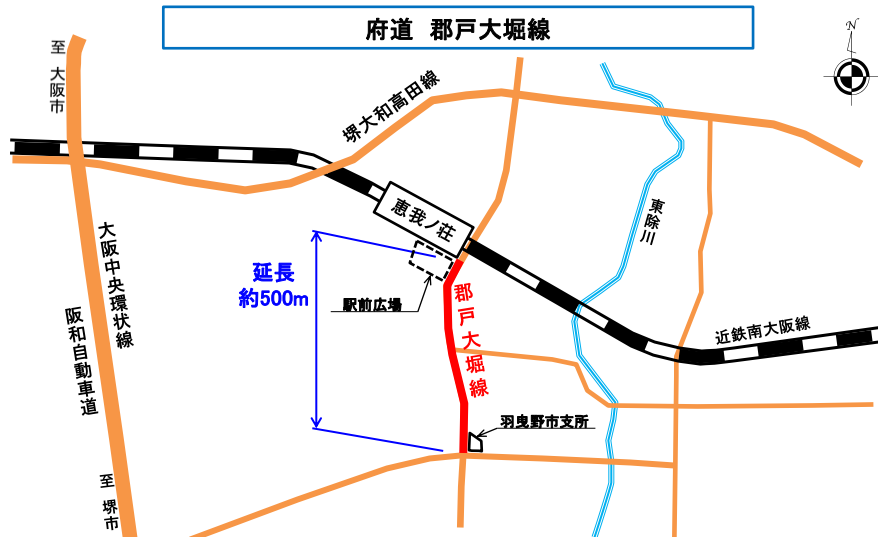 府道 郡戸大堀線
N
至 大阪市
堺大和高田線
恵我ノ荘
東除川
大阪中央環状線
延長
約500m
駅前広場
郡戸大堀線
阪和自動車道
近鉄南大阪線
羽曳野市支所
至 堺市